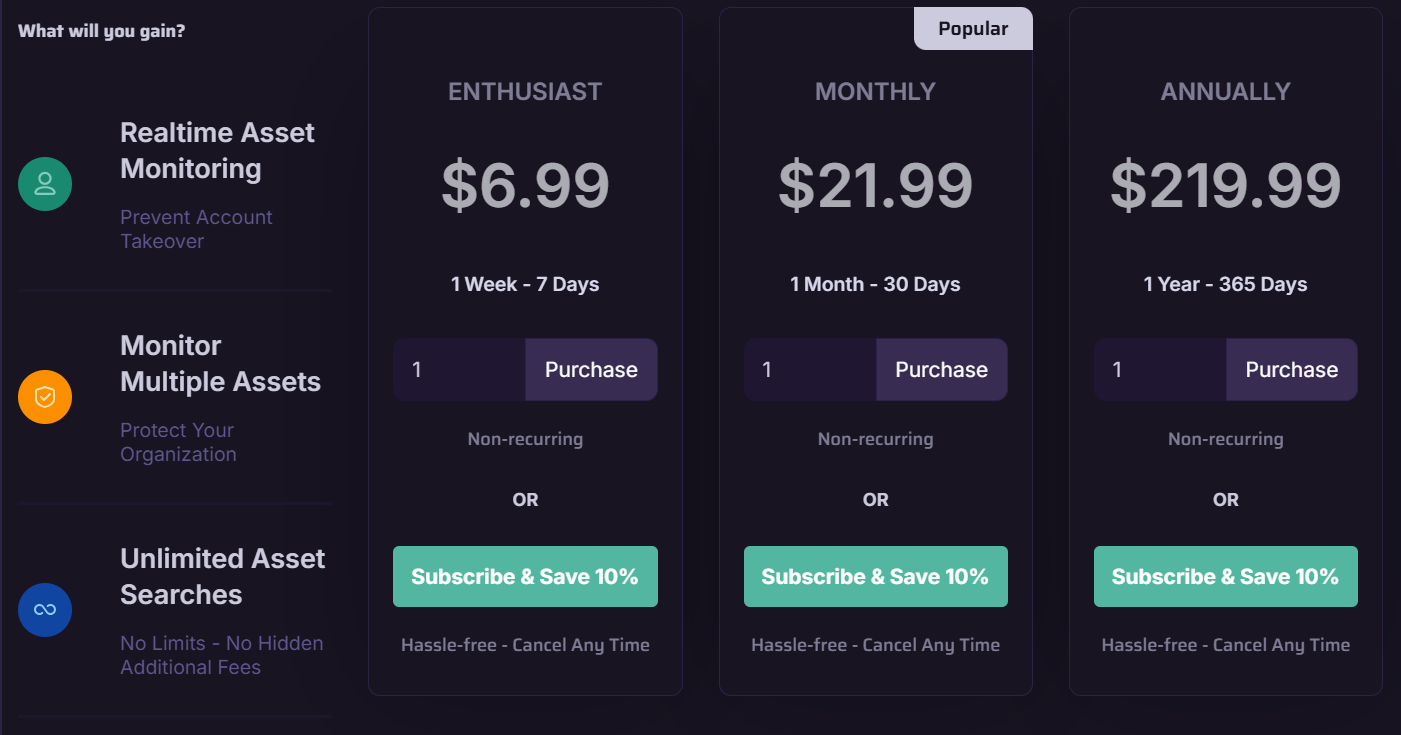 What will you gain?
Realtime Asset
Monitoring
Prevent Account
Takeover
Monitor
Multiple Assets
Protect Your
Organization
Unlimited Asset
Searches
No Limits - No Hidden
Additional Fees
ENTHUSIAST
$6.99
1 Week - 7 Days
1
Purchase
Non-recurring
OR
Subscribe & Save 10%
Hassle-free - Cancel Any Time
Popular
MONTHLY
$21.99
1 Month - 30 Days
1
Purchase
Non-recurring
OR
Subscribe & Save 10%
Hassle-free - Cancel Any Time
ANNUALLY
$219.99
1 Year - 365 Days
1
Purchase
Non-recurring
OR
Subscribe & Save 10%
Hassle-free - Cancel Any Time